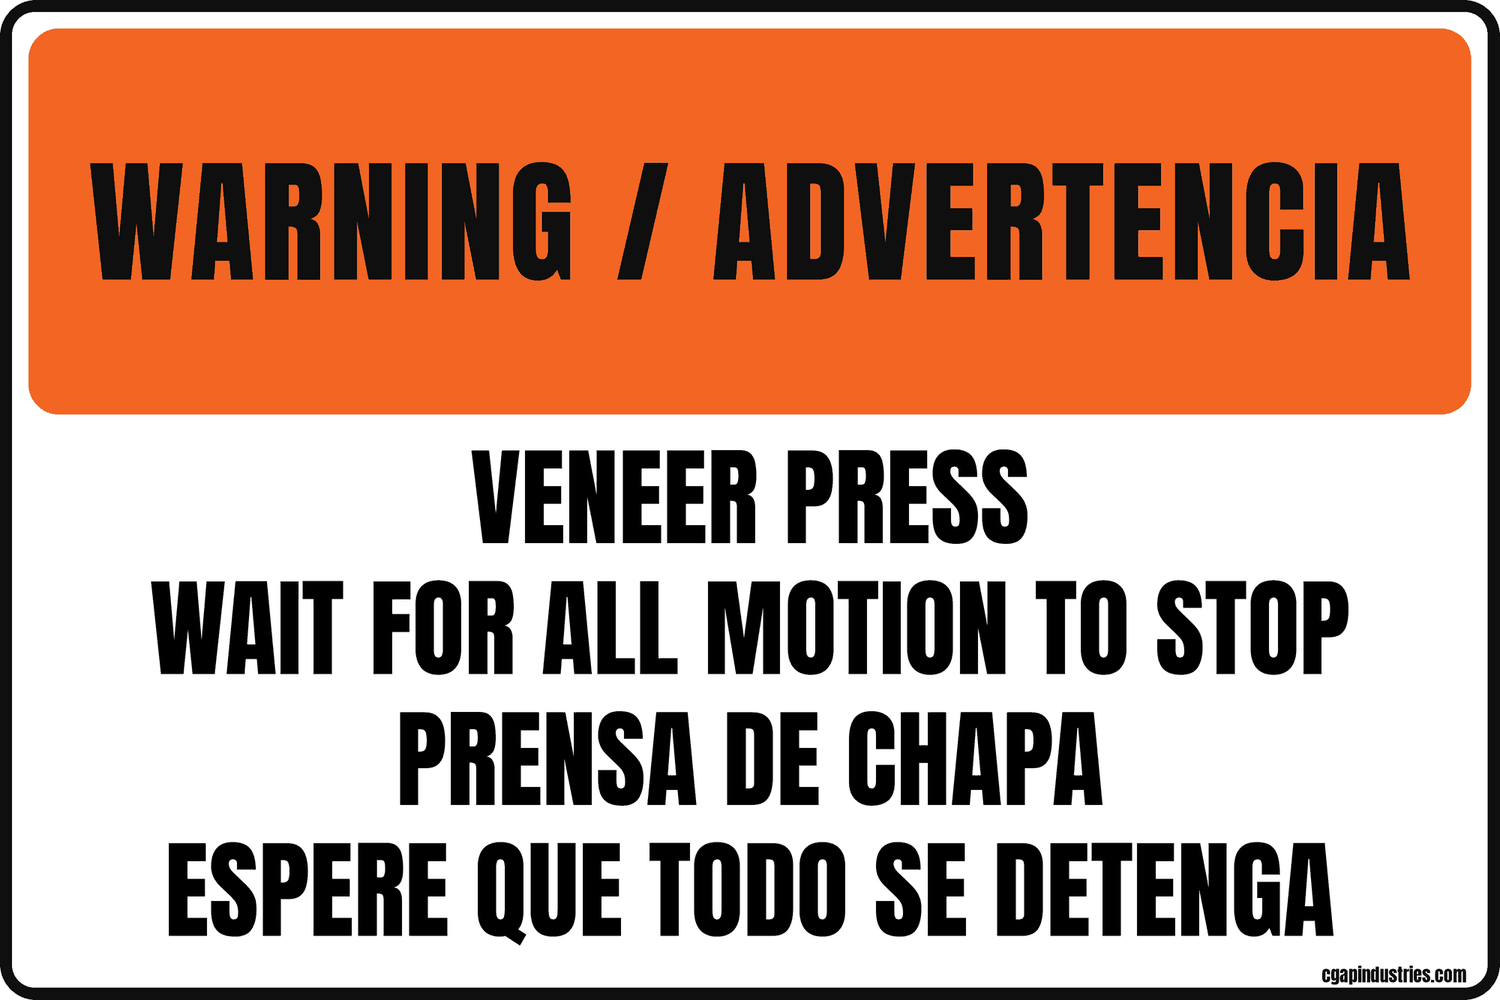 WARNING / ADVERTENCIA
VENEER PRESS
WAIT FOR ALL MOTION TO STOP
PRENSA DE CHAPA
ESPERE QUE TODO SE DETENGA
cgapindustries.com